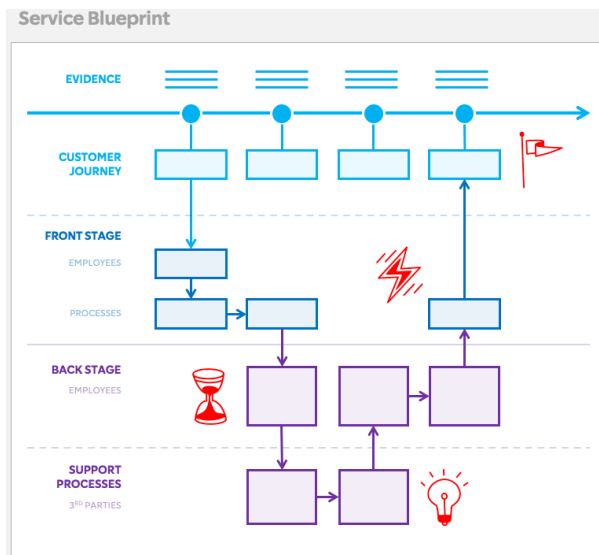 Service Blueprint
EVIDENCE
CUSTOMER
JOURNEY
FRONT STAGE
EMPLOYEES
PROCESSES
BACK STAGE
EMPLOYEES
SUPPORT
PROCESSES
3RD PARTIES